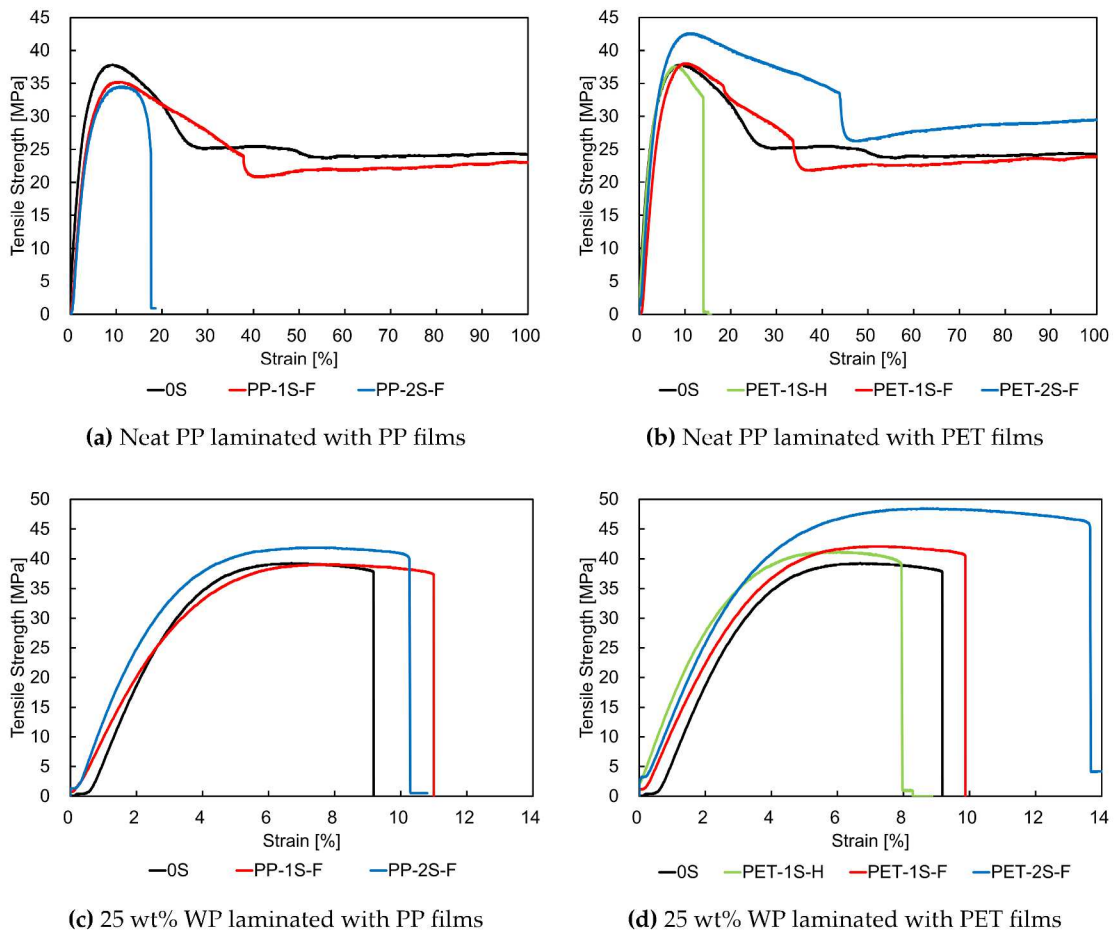 45
40
35
30
25
20
15
10
5
0
Tensile Strength [MPa]
0 10 20 30 40 50 60 70 80 90 100
Strain [%]
0S PP-1S-F PP-2S-F
(a) Neat PP laminated with PP films
45
40
35
30
25
20
15
10
5
0
Tensile Strength [MPa]
0 10 20 30 40 50 60 70 80 90 100
Strain [%]
0S PET-1S-H PET-1S-F PET-2S-F
(b) Neat PP laminated with PET films
50
45
40
35
30
25
20
15
10
5
0
Tensile Strength [MPa]
0 2 4 6 8 10 12 14
Strain [%]
0S PP-1S-F PP-2S-F
(c) 25 wt% WP laminated with PP films
50
45
40
35
30
25
20
15
10
5
0
Tensile Strength [MPa]
0 2 4 6 8 10 12 14
Strain [%]
0S PET-1S-H PET-1S-F PET-2S-F
(d) 25 wt% WP laminated with PET films